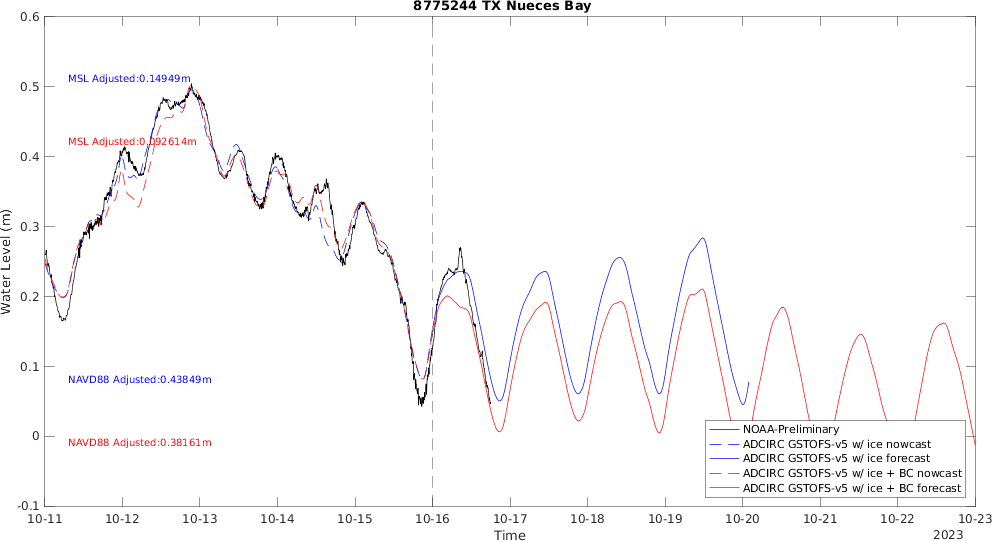 8775244 TX Nueces Bay
0.6
0.5
0.4
0.3
0.2
0.1
0
-0.1
Water Level (m)
MSL Adjusted:0.14949m
MSL Adjusted:0.092614m
NAVD88 Adjusted:0.43849m
NAVD88 Adjusted:0.38161m
NOAA-Preliminary
ADCIRC GSTOFS-v5 w/ ice nowcast
ADCIRC GSTOFS-v5 w/ ice forecast
ADCIRC GSTOFS-v5 w/ ice + BC nowcast
ADCIRC GSTOFS-v5 w/ ice + BC forecast
10-11 10-12 10-13 10-14 10-15 10-16 10-17 10-18 10-19 10-20 10-21 10-22 10-23
Time
2023